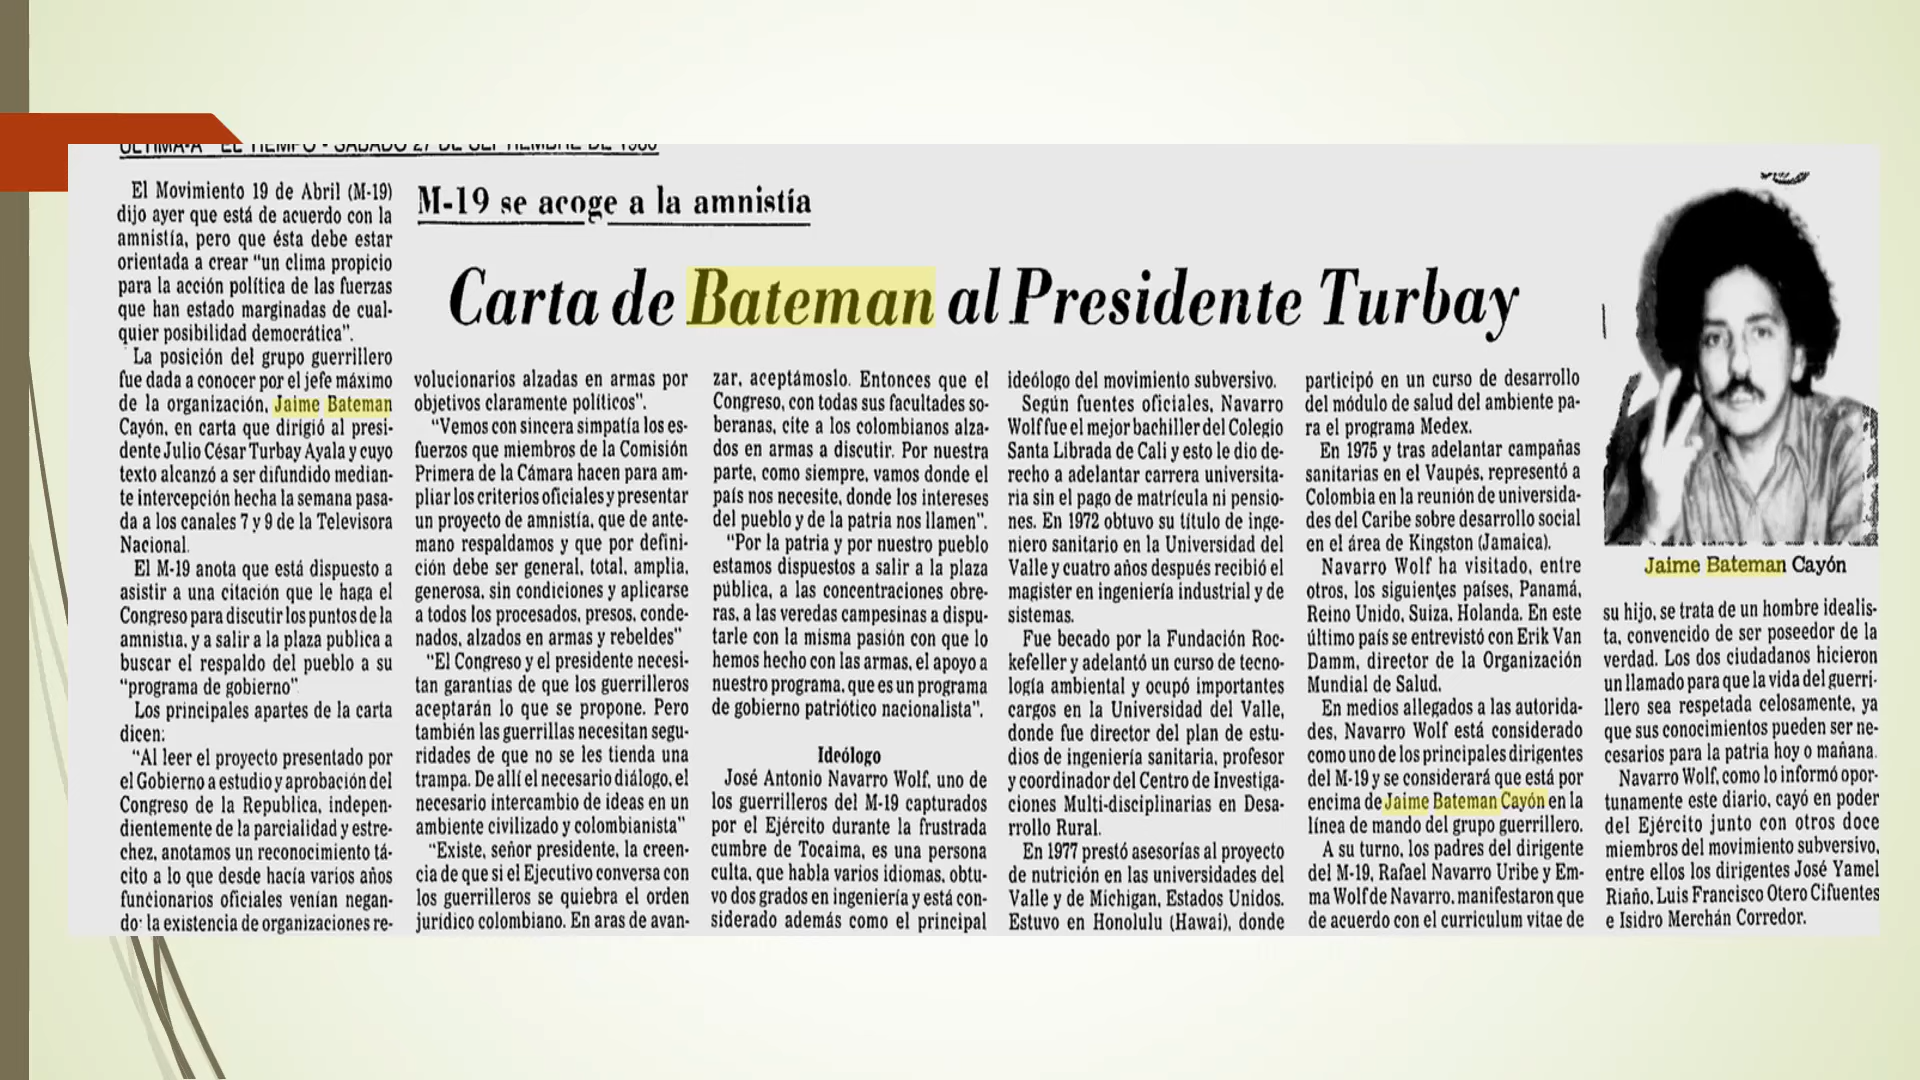 ULTIMA-A EL TIEMPO - SABADO 27 DE SEPTIEMBRE DE 1980
M-19 se acoge a la amnistía
Carta de Bateman al Presidente Turbay
El Movimiento 19 de Abril (M-19)
dijo ayer que está de acuerdo con la
amnistía, pero que ésta debe estar
orientada a crear “un clima propicio
para la acción política de las fuerzas
que han estado marginadas de cual-
quier posibilidad democrática”.
La posición del grupo guerrillero
fue dada a conocer por el jefe máximo
de la organización, Jaime Bateman
Cayón, en carta que dirigió al presi-
dente Julio César Turbay Ayala y cuyo
texto alcanzó a ser difundido median-
te intercepción hecha la semana pasa-
da a los canales 7 y 9 de la Televisora
Nacional.
El M-19 anota que está dispuesto a
asistir a una citación que le haga el
Congreso para discutir los puntos de la
amnistia, y a salir a la plaza publica a
buscar el respaldo del pueblo a su
“programa de gobierno”
Los principales apartes de la carta
dicen:
“Al leer el proyecto presentado por
el Gobierno a estudio y aprobación del
Congreso de la Republica, indepen-
dientemente de la parcialidad y estre-
chez, anotamos un reconocimiento tá-
cito a lo que desde hacía varios años
funcionarios oficiales venían negan-
do: la existencia de organizaciones re-
volucionarios alzadas en armas por
objetivos claramente políticos”.
“Vemos con sincera simpatía los es-
fuerzos que miembros de la Comisión
Primera de la Cámara hacen para am-
pliar los criterios oficiales y presentar
un proyecto de amnistía, que de ante-
mano respaldamos y que por defini-
ción debe ser general, total, amplia,
generosa, sin condiciones y aplicarse
a todos los procesados, presos, conde-
nados, alzados en armas y rebeldes”
“El Congreso y el presidente necesi-
tan garantías de que los guerrilleros
aceptarán lo que se propone. Pero
también las guerrillas necesitan segu-
ridades de que no se les tienda una
trampa. De allí el necesario diálogo, el
necesario intercambio de ideas en un
ambiente civilizado y colombianista”
“Existe, señor presidente, la creen-
cia de que si el Ejecutivo conversa con
los guerrilleros se quiebra el orden
jurídico colombiano. En aras de avan-
zar, aceptámoslo. Entonces que el
Congreso, con todas sus facultades so-
beranas, cite a los colombianos alza-
dos en armas a discutir. Por nuestra
parte, como siempre, vamos donde el
país nos necesite, donde los intereses
del pueblo y de la patria nos llamen”.
“Por la patria y por nuestro pueblo
estamos dispuestos a salir a la plaza
pública, a las concentraciones obre-
ras, a las veredas campesinas a dispu-
tarle con la misma pasión con que lo
hemos hecho con las armas, el apoyo a
nuestro programa, que es un programa
de gobierno patriótico nacionalista”.
Ideólogo
José Antonio Navarro Wolf, uno de
los guerrilleros del M-19 capturados
por el Ejército durante la frustrada
cumbre de Tocaima, es una persona
culta, que habla varios idiomas, obtu-
vo dos grados en ingeniería y está con-
siderado además como el principal
ideólogo del movimiento subversivo.
Según fuentes oficiales, Navarro
Wolf fue el mejor bachiller del Colegio
Santa Librada de Cali y esto le dio de-
recho a adelantar carrera universita-
ria sin el pago de matrícula ni pensio-
nes. En 1972 obtuvo su título de inge-
niero sanitario en la Universidad del
Valle y cuatro años después recibió el
magister en ingeniería industrial y de
sistemas.
Fue becado por la Fundación Roc-
kefeller y adelantó un curso de tecno-
logía ambiental y ocupó importantes
cargos en la Universidad del Valle,
donde fue director del plan de estu-
dios de ingeniería sanitaria, profesor
y coordinador del Centro de Investiga-
ciones Multi-disciplinarias en Desa-
rrollo Rural.
En 1977 prestó asesorías al proyecto
de nutrición en las universidades del
Valle y de Michigan, Estados Unidos.
Estuvo en Honolulu (Hawai), donde
participó en un curso de desarrollo
del módulo de salud del ambiente pa-
ra el programa Medex.
En 1975 y tras adelantar campañas
sanitarias en el Vaupés, representó a
Colombia en la reunión de universida-
des del Caribe sobre desarrollo social
en el área de Kingston (Jamaica).
Navarro Wolf ha visitado, entre
otros, los siguientes países, Panamá,
Reino Unido, Suiza, Holanda. En este
último país se entrevistó con Erik Van
Damm, director de la Organización
Mundial de Salud.
En medios allegados a las autorida-
des, Navarro Wolf está considerado
como uno de los principales dirigentes
del M-19 y se considerará que está por
encima de Jaime Bateman Cayón en la
línea de mando del grupo guerrillero.
A su turno, los padres del dirigente
del M-19, Rafael Navarro Uribe y Em-
ma Wolf de Navarro, manifestaron que
de acuerdo con el curriculum vitae de
Jaime Bateman Cayón
su hijo, se trata de un hombre idealis-
ta, convencido de ser poseedor de la
verdad. Los dos ciudadanos hicieron
un llamado para que la vida del guerri-
llero sea respetada celosamente, ya
que sus conocimientos pueden ser ne-
cesarios para la patria hoy o mañana.
Navarro Wolf, como lo informó opor-
tunamente este diario, cayó en poder
del Ejército junto con otros doce
miembros del movimiento subversivo,
entre ellos los dirigentes José Yamel
Riaño, Luis Francisco Otero Cifuentes
e Isidro Merchán Corredor.